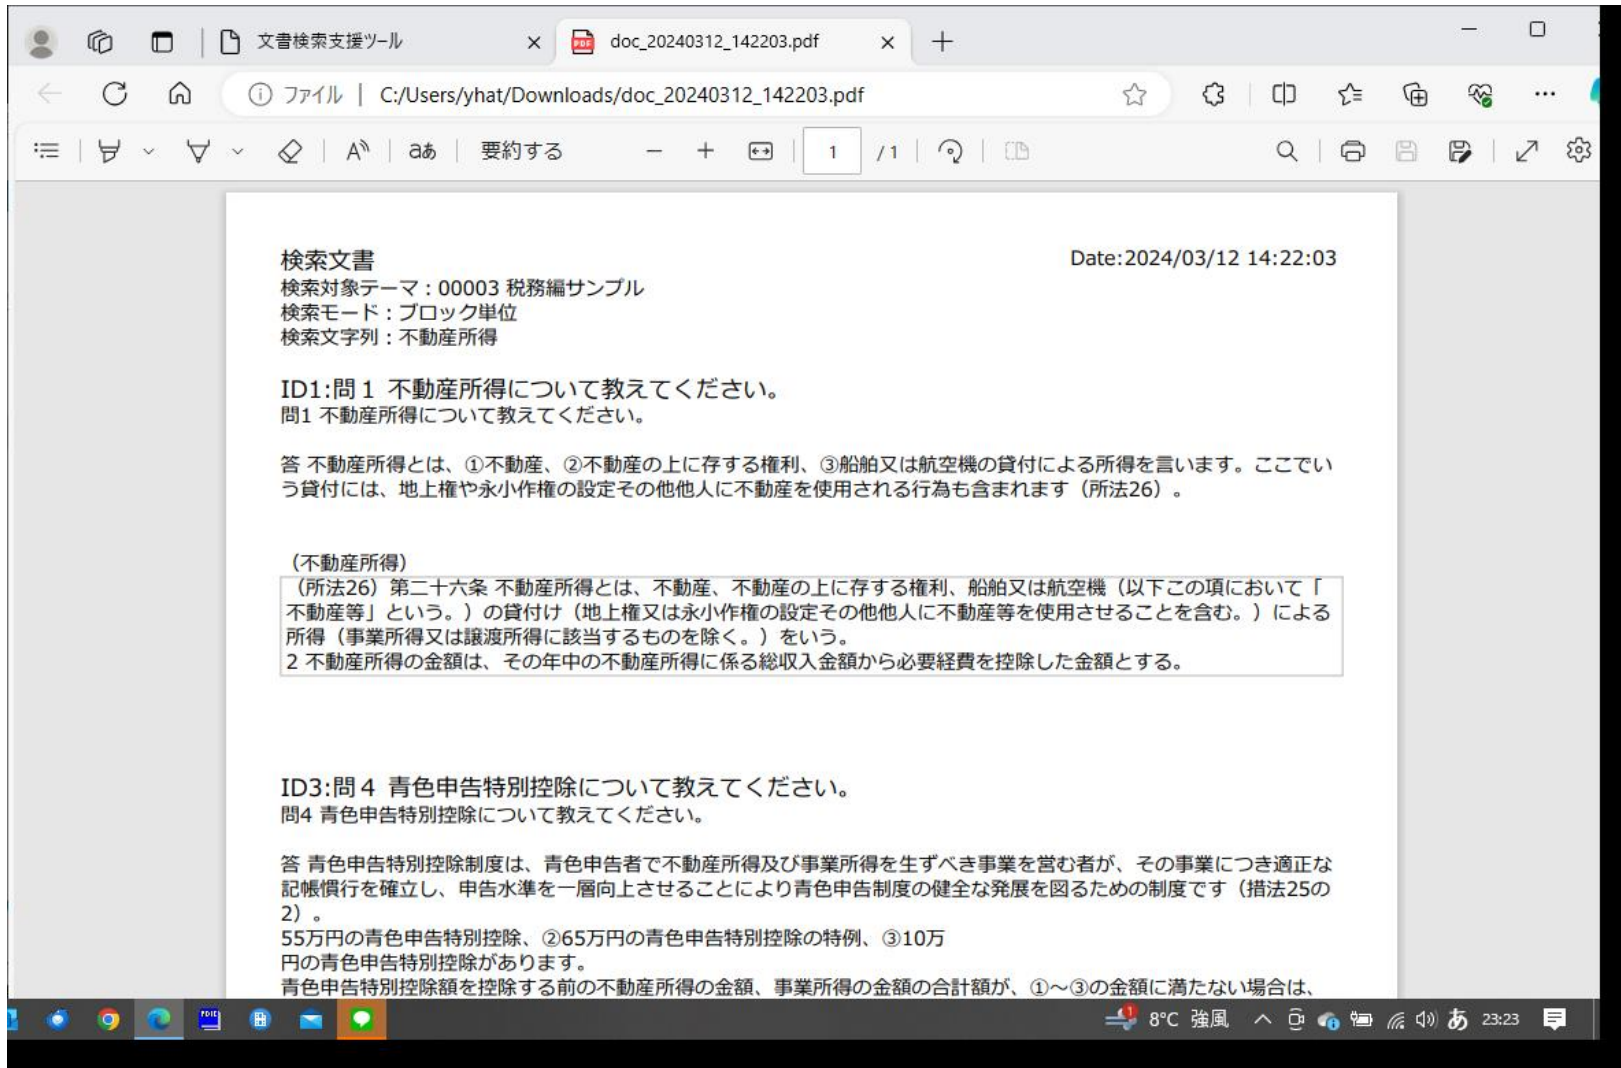 文書検索支援ツール
doc_20240312_142203.pdf
ファイル | C:/Users/yhat/Downloads/doc_20240312_142203.pdf
aあ 要約する 1 / 1
検索文書 Date:2024/03/12 14:22:03
検索対象テーマ：00003 税務編サンプル
検索モード：ブロック単位
検索文字列：不動産所得
ID1:問１ 不動産所得について教えてください。
問1 不動産所得について教えてください。
答 不動産所得とは、①不動産、②不動産の上に存する権利、③船舶又は航空機の貸付による所得を言います。ここでい
う貸付には、地上権や永小作権の設定その他他人に不動産を使用される行為も含まれます（所法26）。
（不動産所得）
（所法26）第二十六条 不動産所得とは、不動産、不動産の上に存する権利、船舶又は航空機（以下この項において「
不動産等」という。）の貸付け（地上権又は永小作権の設定その他他人に不動産等を使用させることを含む。）による
所得（事業所得又は譲渡所得に該当するものを除く。）をいう。
2 不動産所得の金額は、その年中の不動産所得に係る総収入金額から必要経費を控除した金額とする。
ID3:問４ 青色申告特別控除について教えてください。
問4 青色申告特別控除について教えてください。
答 青色申告特別控除制度は、青色申告者で不動産所得及び事業所得を生ずべき事業を営む者が、その事業につき適正な
記帳慣行を確立し、申告水準を一層向上させることにより青色申告制度の健全な発展を図るための制度です（措法25の
2）。
55万円の青色申告特別控除、②65万円の青色申告特別控除の特例、③10万
円の青色申告特別控除があります。
青色申告特別控除額を控除する前の不動産所得の金額、事業所得の金額の合計額が、①～③の金額に満たない場合は、
8°C 強風 あ 23:23